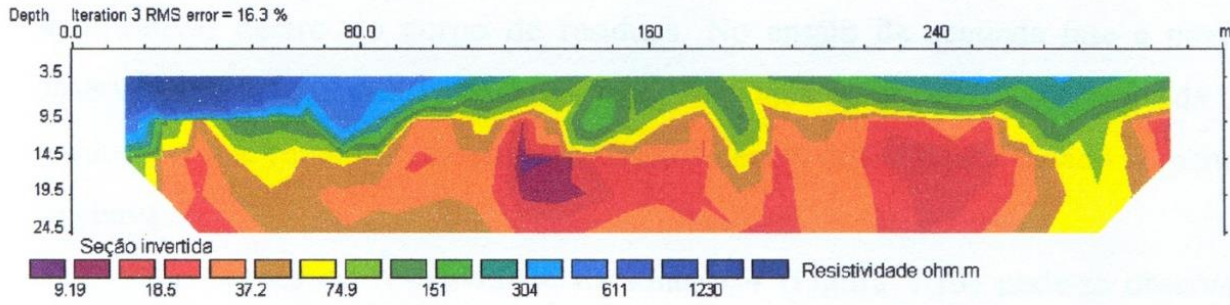 Depth Iteration 3 RMS error = 16.3 %
0.0 80.0 160 240 m
3.5
9.5
14.5
19.5
24.5
Seção invertida
Resistividade ohm.m
9.19 18.5 37.2 74.9 151 304 611 1230